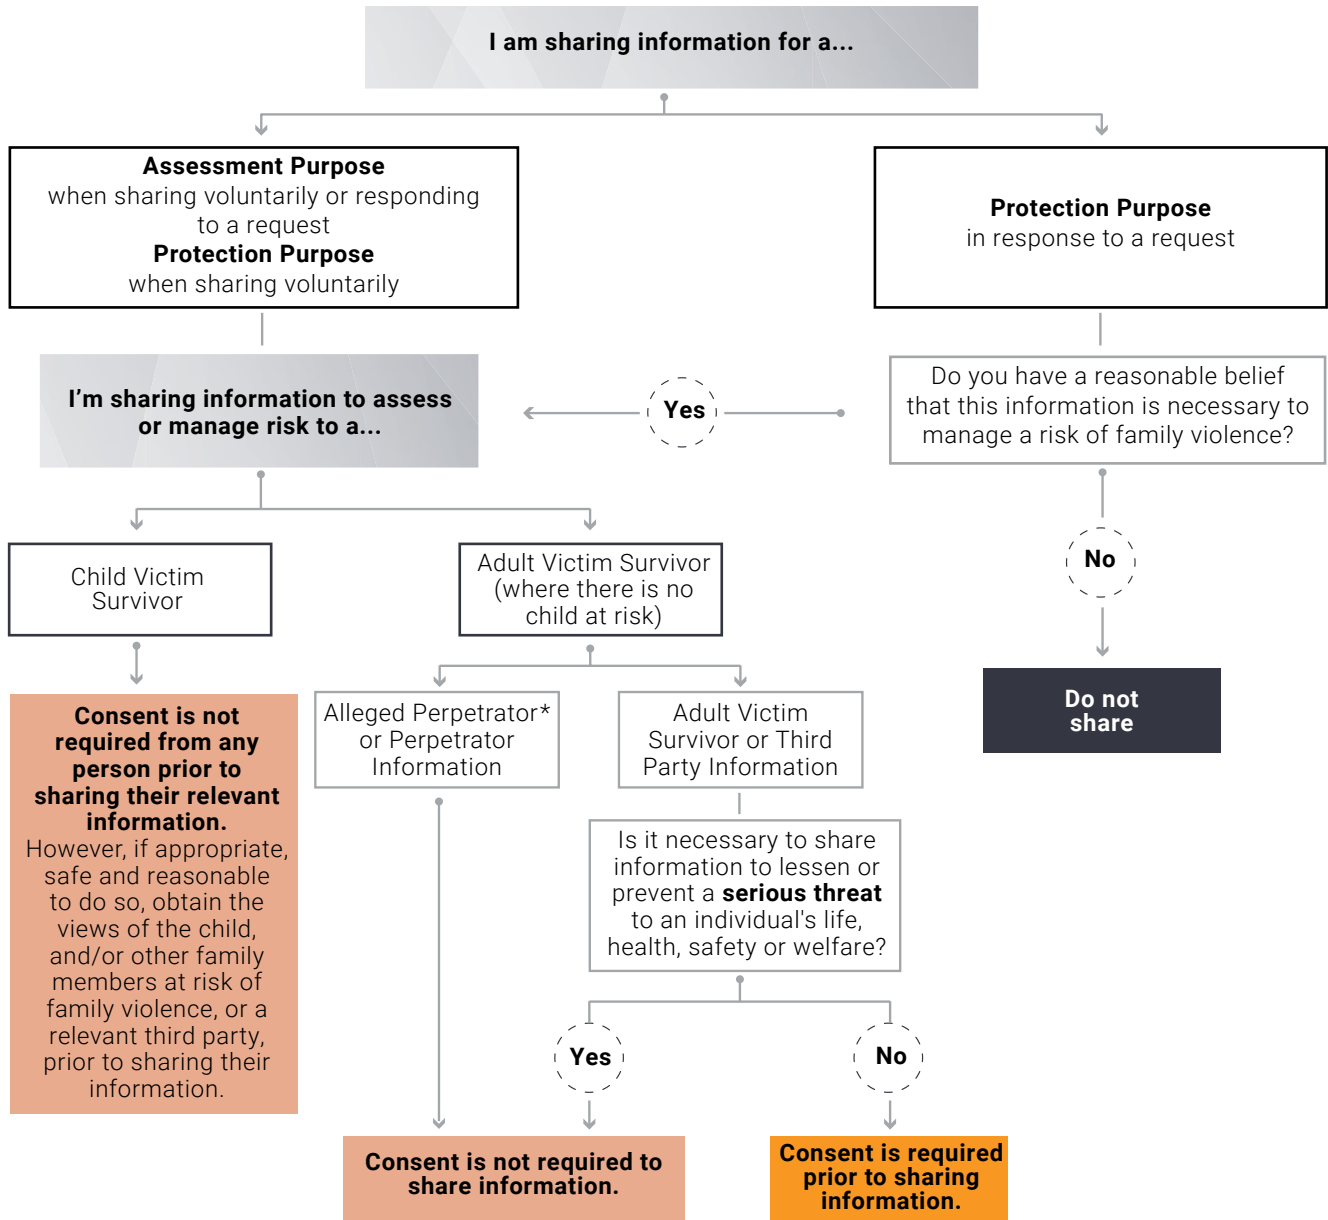 I am sharing information for a...
Assessment Purpose
when sharing voluntarily or responding
to a request
Protection Purpose
when sharing voluntarily
Protection Purpose
in response to a request
I’m sharing information to assess
or manage risk to a...
Yes
Do you have a reasonable belief
that this information is necessary to
manage a risk of family violence?
No
Do not
share
Child Victim
Survivor
Adult Victim Survivor
(where there is no
child at risk)
Consent is not
required from any
person prior to
sharing their relevant
information.
However, if appropriate,
safe and reasonable
to do so, obtain the
views of the child,
and/or other family
members at risk of
family violence, or a
relevant third party,
prior to sharing their
information.
Alleged Perpetrator*
or Perpetrator
Information
Adult Victim
Survivor or Third
Party Information
Is it necessary to share
information to lessen or
prevent a serious threat
to an individual's life,
health, safety or welfare?
Yes
No
Consent is not required to
share information.
Consent is required
prior to sharing
information.